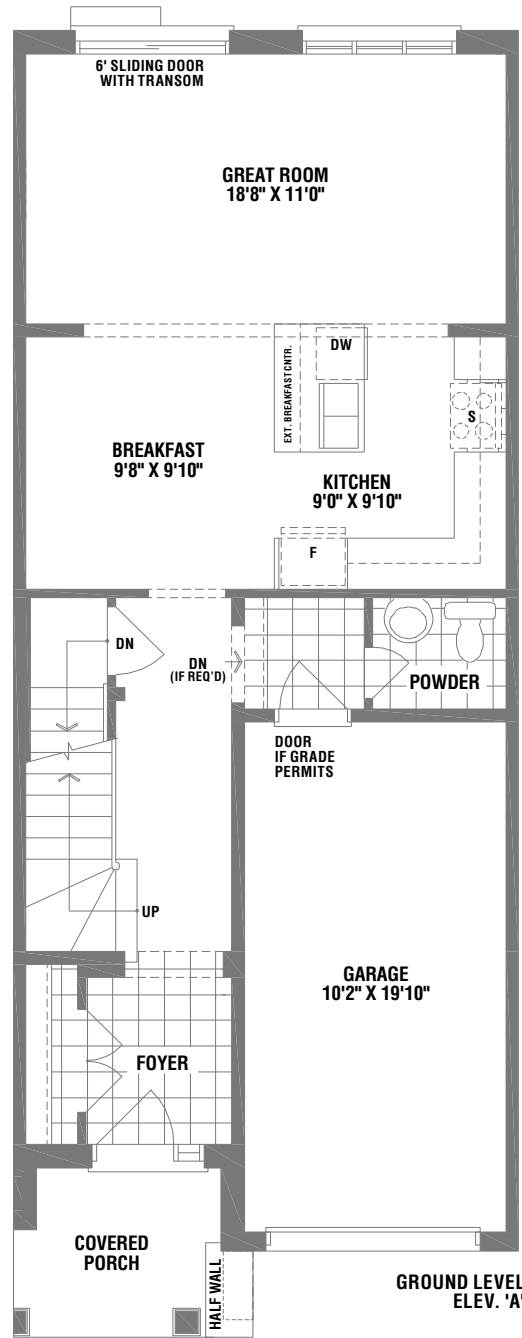 6' SLIDING DOOR
WITH TRANSOM
GREAT ROOM
18'8" X 11'0"
EXT. BREAKFAST CNTR.
DW
S
BREAKFAST
9'8" X 9'10"
KITCHEN
9'0" X 9'10"
F
DN
DN
(IF REQ'D)
POWDER
DOOR
IF GRADE
PERMITS
UP
GARAGE
10'2" X 19'10"
FOYER
COVERED
PORCH
HALF WALL
GROUND LEVEL
ELEV. 'A'